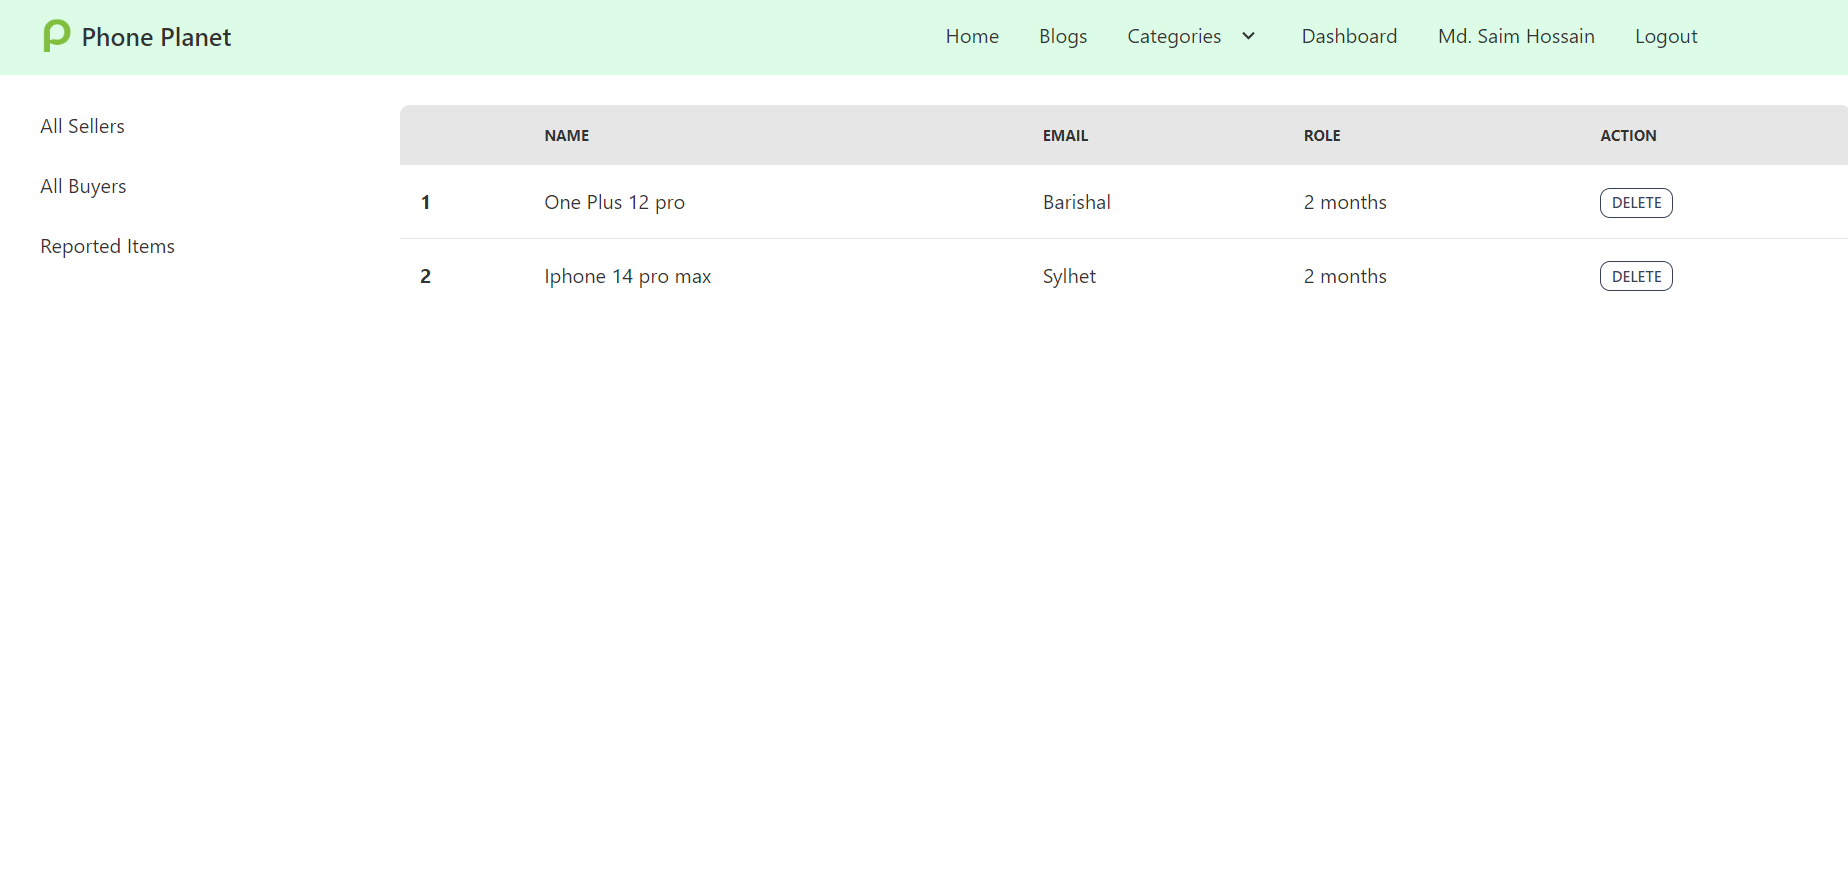 Phone Planet
Home Blogs Categories Dashboard Md. Saim Hossain Logout
All Sellers
All Buyers
Reported Items
NAME EMAIL ROLE ACTION
1 One Plus 12 pro Barishal 2 months DELETE
2 Iphone 14 pro max Sylhet 2 months DELETE